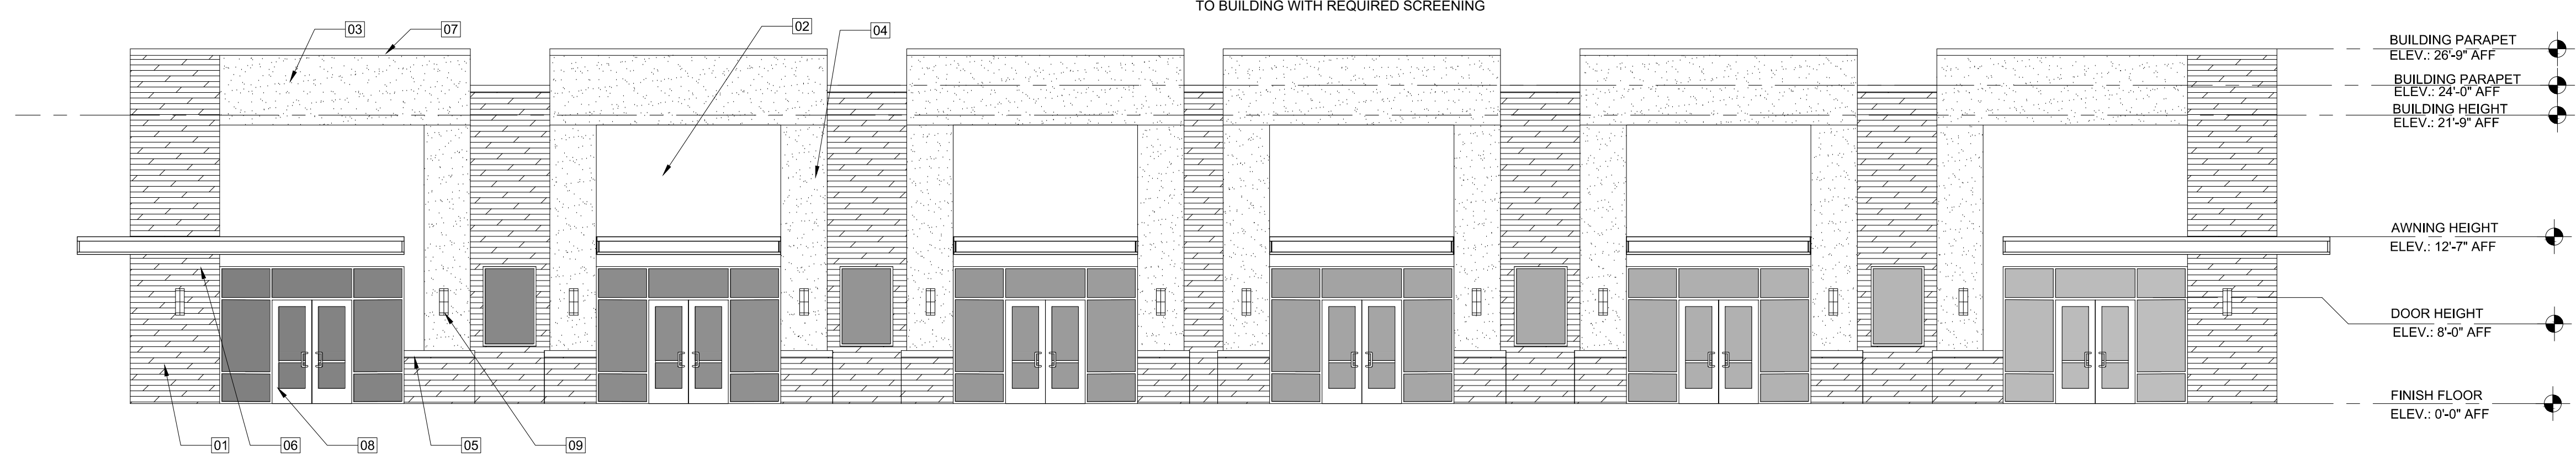 TO BUILDING WITH REQUIRED SCREENING
03
07
02
04
BUILDING PARAPET
ELEV.: 26'-9" AFF
BUILDING PARAPET
ELEV.: 24'-0" AFF
BUILDING HEIGHT
ELEV.: 21'-9" AFF
AWNING HEIGHT
ELEV.: 12'-7" AFF
DOOR HEIGHT
ELEV.: 8'-0" AFF
FINISH FLOOR
ELEV.: 0'-0" AFF
01
06
08
05
09